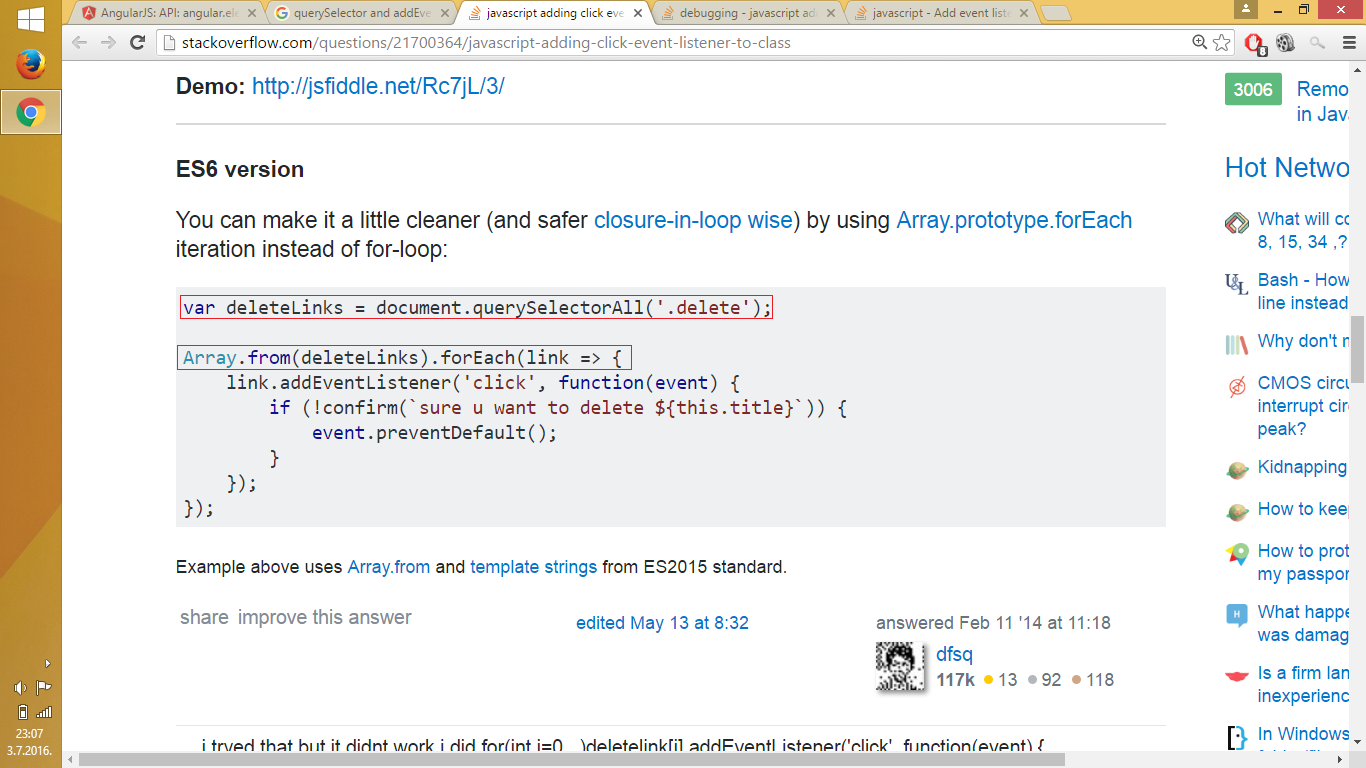 AngularJS: API: angular.el
querySelector and addEve
javascript adding click eve
debugging - javascript ad
javascript - Add event list
stackoverflow.com/questions/21700364/javascript-adding-click-event-listener-to-class
8
Demo: http://jsfiddle.net/Rc7jL/3/
ES6 version
You can make it a little cleaner (and safer closure-in-loop wise) by using Array.prototype.forEach
iteration instead of for-loop:
var deleteLinks = document.querySelectorAll('.delete');
Array.from(deleteLinks).forEach(link => {
    link.addEventListener('click', function(event) {
        if (!confirm(`sure u want to delete ${this.title}`)) {
            event.preventDefault();
        }
    });
});
Example above uses Array.from and template strings from ES2015 standard.
share improve this answer
edited May 13 at 8:32
answered Feb 11 '14 at 11:18
dfsq
117k 13 92 118
i tryed that but it didnt work i did for(int i=0...)deletelink[i].addEventListener('click', function(event) {
3006
Remo
in Jav
Hot Netwo
What will co
8, 15, 34 ,?
U&L
Bash - How
line instead
Why don't m
CMOS circu
interrupt circ
peak?
Kidnapping
How to keep
How to prot
my passpor
H
What happe
was damag
Is a firm lan
inexperienc
In Windows
23:07
3.7.2016.